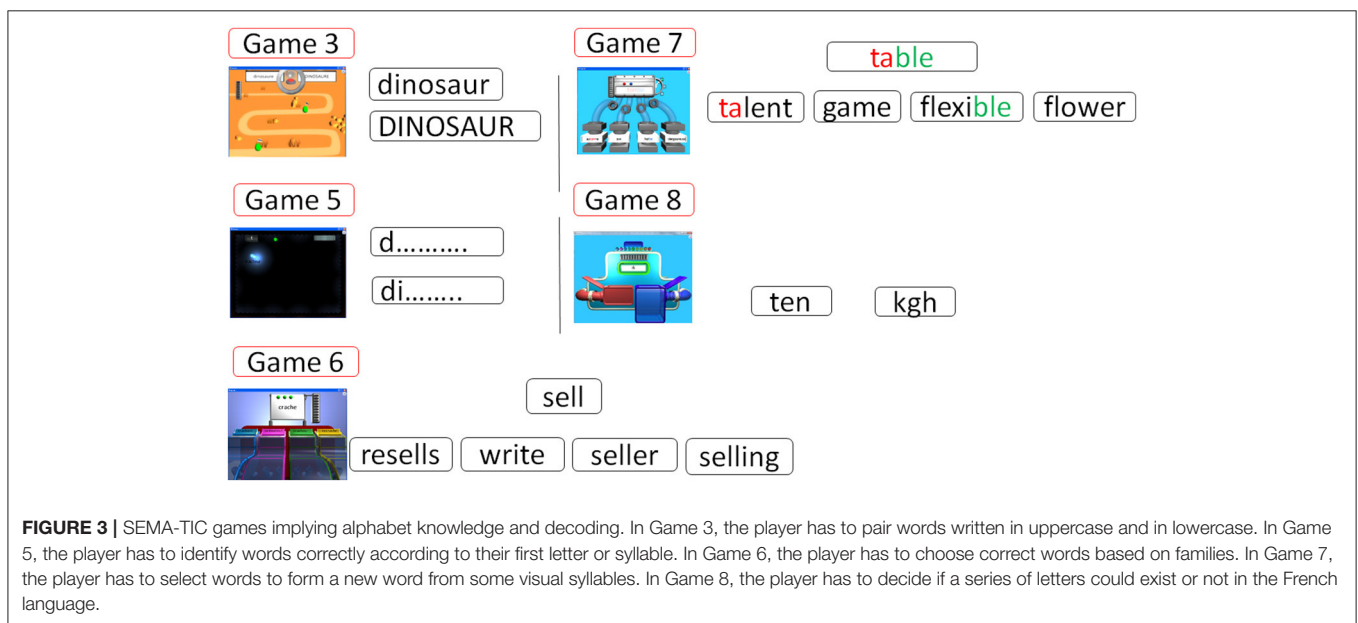 Game 3
dinosaure DINOSAURE
dinosaur
DINOSAUR
Game 7
table
talent game flexible flower
Game 5
d..........
di........
Game 8
ten kgh
Game 6
crache
sell
resells write seller selling
FIGURE 3 | SEMA-TIC games implying alphabet knowledge and decoding. In Game 3, the player has to pair words written in uppercase and in lowercase. In Game
5, the player has to identify words correctly according to their first letter or syllable. In Game 6, the player has to choose correct words based on families. In Game 7,
the player has to select words to form a new word from some visual syllables. In Game 8, the player has to decide if a series of letters could exist or not in the French
language.